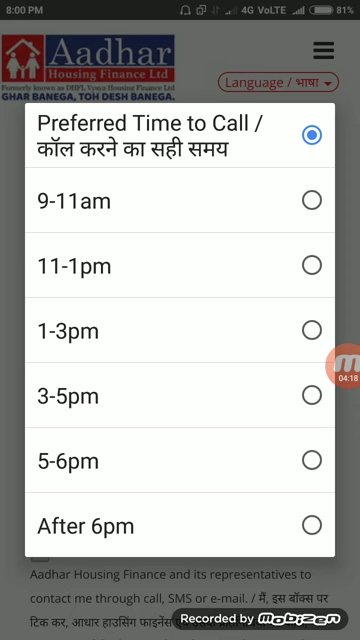 8:00 PM
4G VoLTE
81%
Aadhar
Housing Finance Ltd
Formerly known as DHFL Vysya Housing Finance Ltd
GHAR BANEGA, TOH DESH BANEGA.
Language / भाषा
Preferred Time to Call /
कॉल करने का सही समय
9-11am
11-1pm
1-3pm
3-5pm
5-6pm
After 6pm
04:18
Aadhar Housing Finance and its representatives to
contact me through call, SMS or e-mail. / मैं, इस बॉक्स पर
टिक कर, आधार हाउसिंग फाइनेंस
Recorded by mobizen